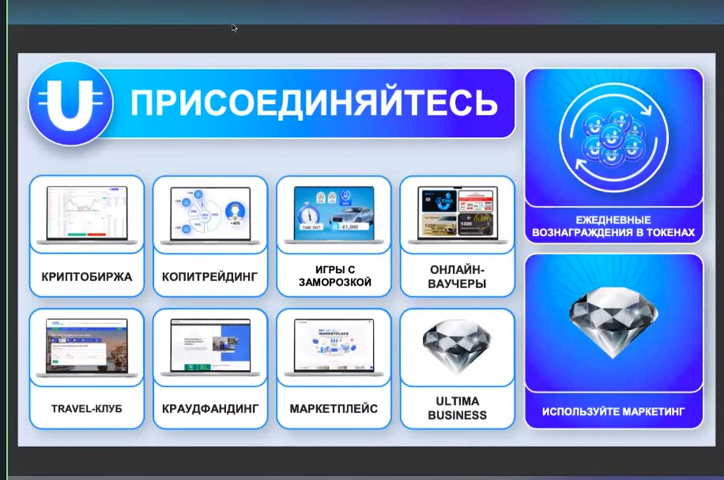 ПРИСОЕДИНЯЙТЕСЬ
КРИПТОБИРЖА
КОПИТРЕЙДИНГ
ИГРЫ С
ЗАМОРОЗКОЙ
ОНЛАЙН-
ВАУЧЕРЫ
TRAVEL-КЛУБ
КРАУДФАНДИНГ
МАРКЕТПЛЕЙС
ULTIMA
BUSINESS
ЕЖЕДНЕВНЫЕ
ВОЗНАГРАЖДЕНИЯ В ТОКЕНАХ
ИСПОЛЬЗУЙТЕ МАРКЕТИНГ